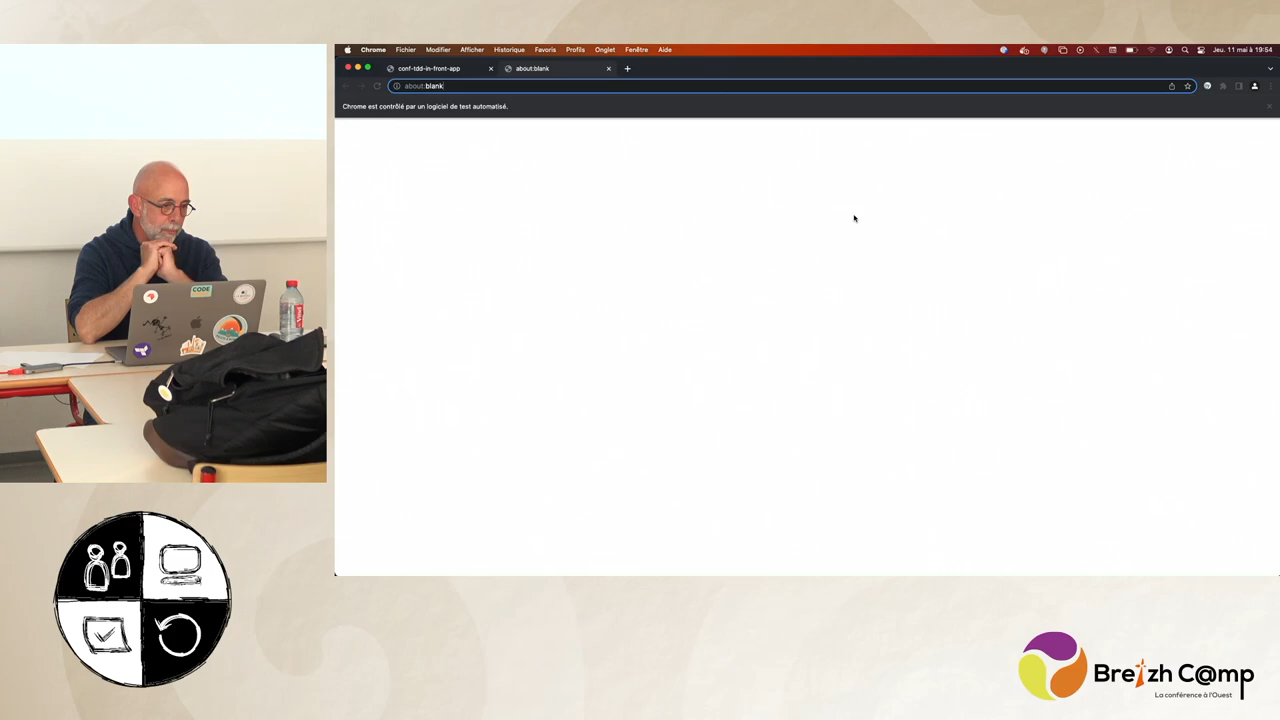 Chrome Fichier Modifier Afficher Historique Favoris Profils Onglet Fenêtre Aide Jeu. 11 mai à 19:54
conf-tdd-in-front-app about:blank
about:blank
Chrome est contrôlé par un logiciel de test automatisé.
CODE
Breizh C@mp
La conférence à l'Ouest